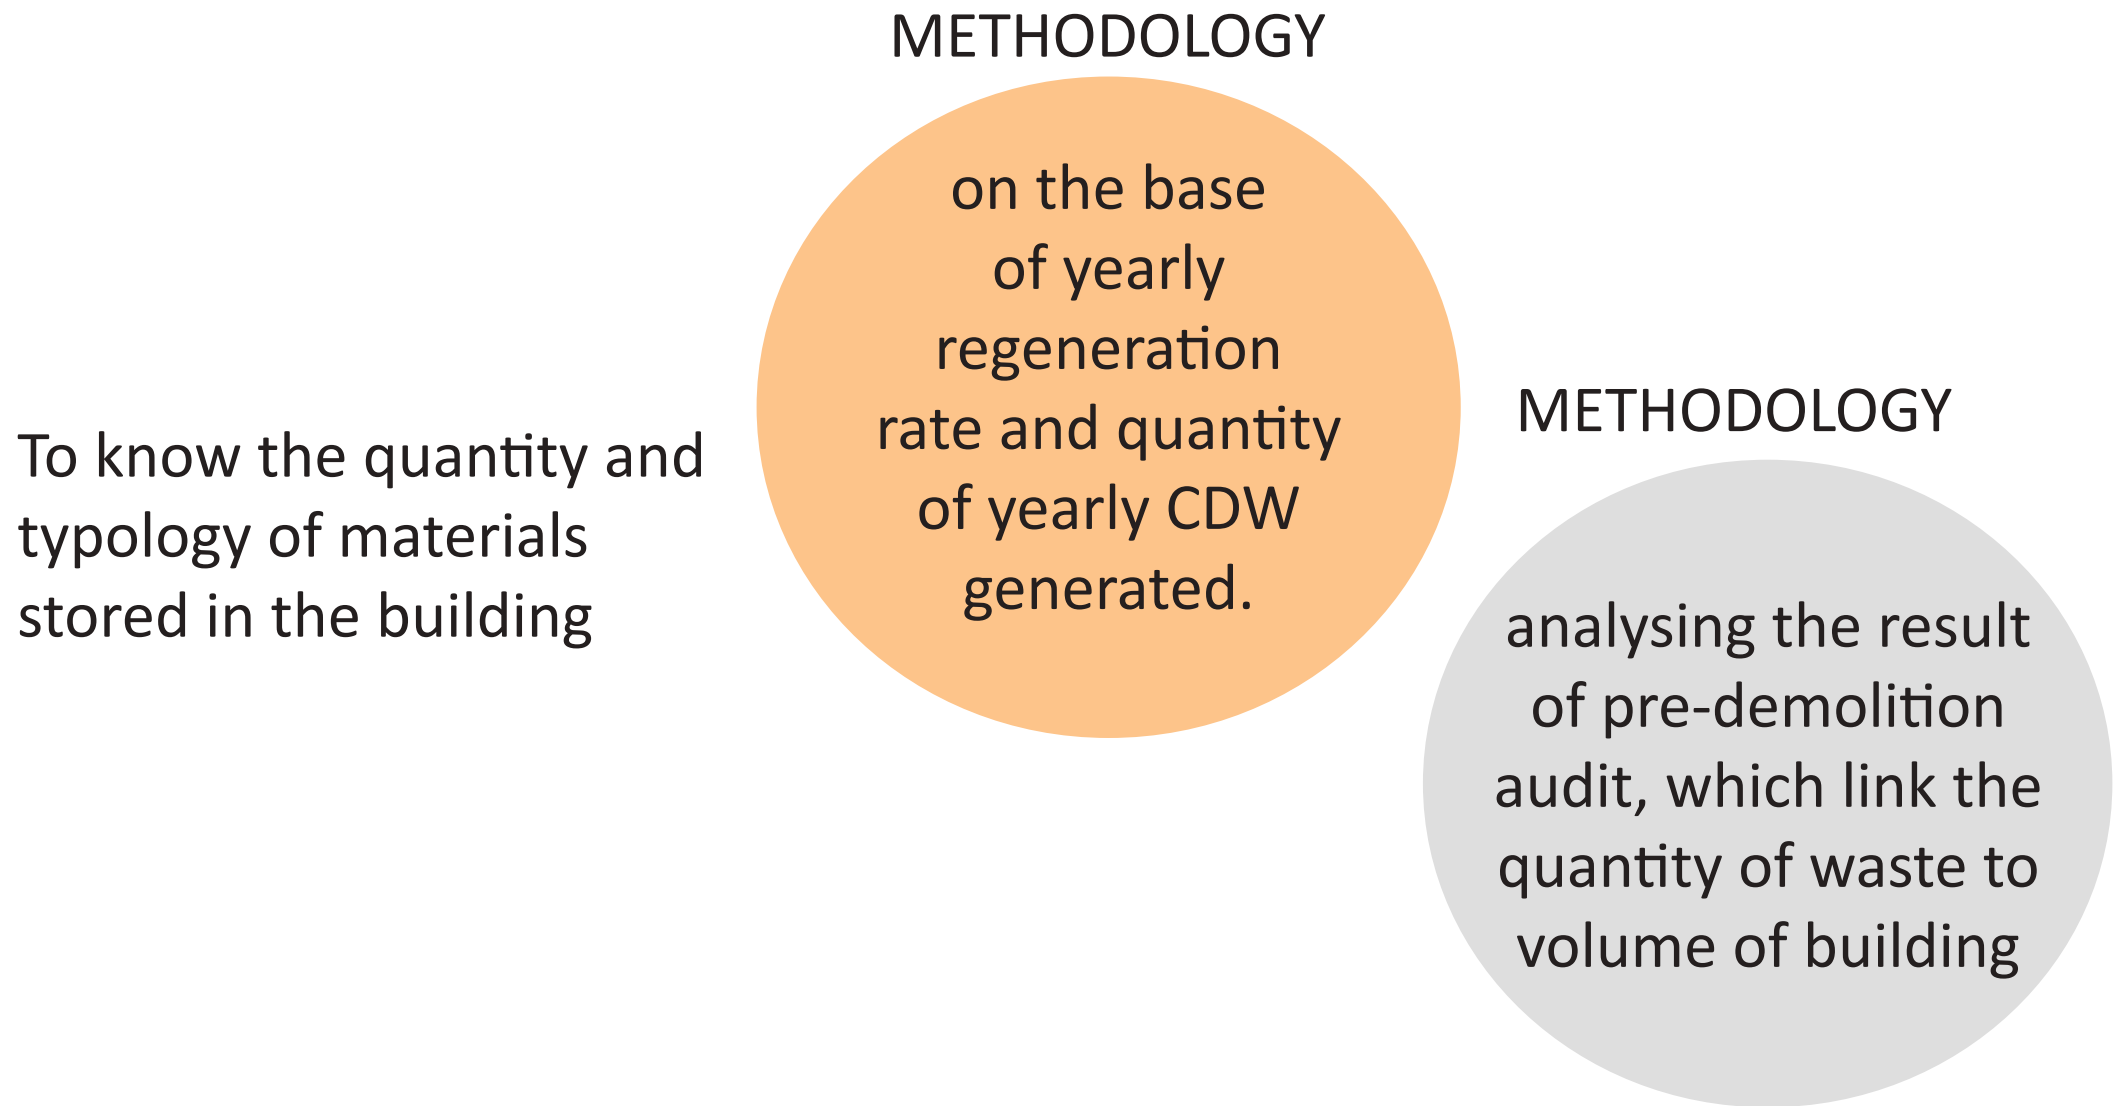 To know the quantity and
typology of materials
stored in the building
METHODOLOGY
on the base
of yearly
regeneration
rate and quantity
of yearly CDW
generated.
METHODOLOGY
analysing the result
of pre-demolition
audit, which link the
quantity of waste to
volume of building